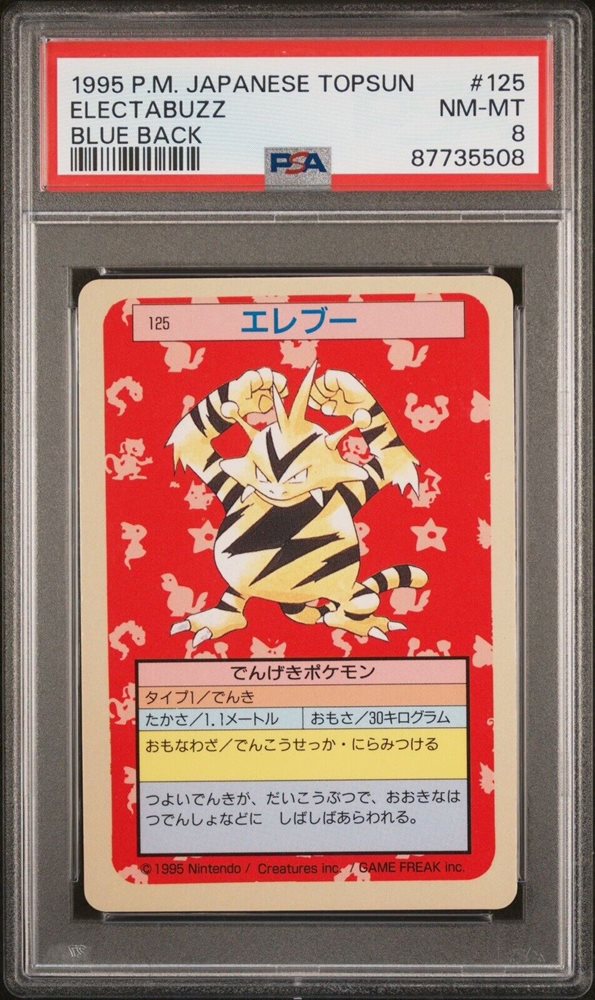 1995 P.M. JAPANESE TOPSUN #125
ELECTABUZZ NM-MT
BLUE BACK 8
PSA 87735508
125 エレブー
でんげきポケモン
タイプ1/でんき
たかさ/1.1メートル おもさ/30キログラム
おもなわざ/でんこうせっか・にらみつける
つよいでんきが、だいこうぶつで、おおきなは
つでんしょなどに しばしばあらわれる。
©1995 Nintendo / Creatures inc. / GAME FREAK inc.